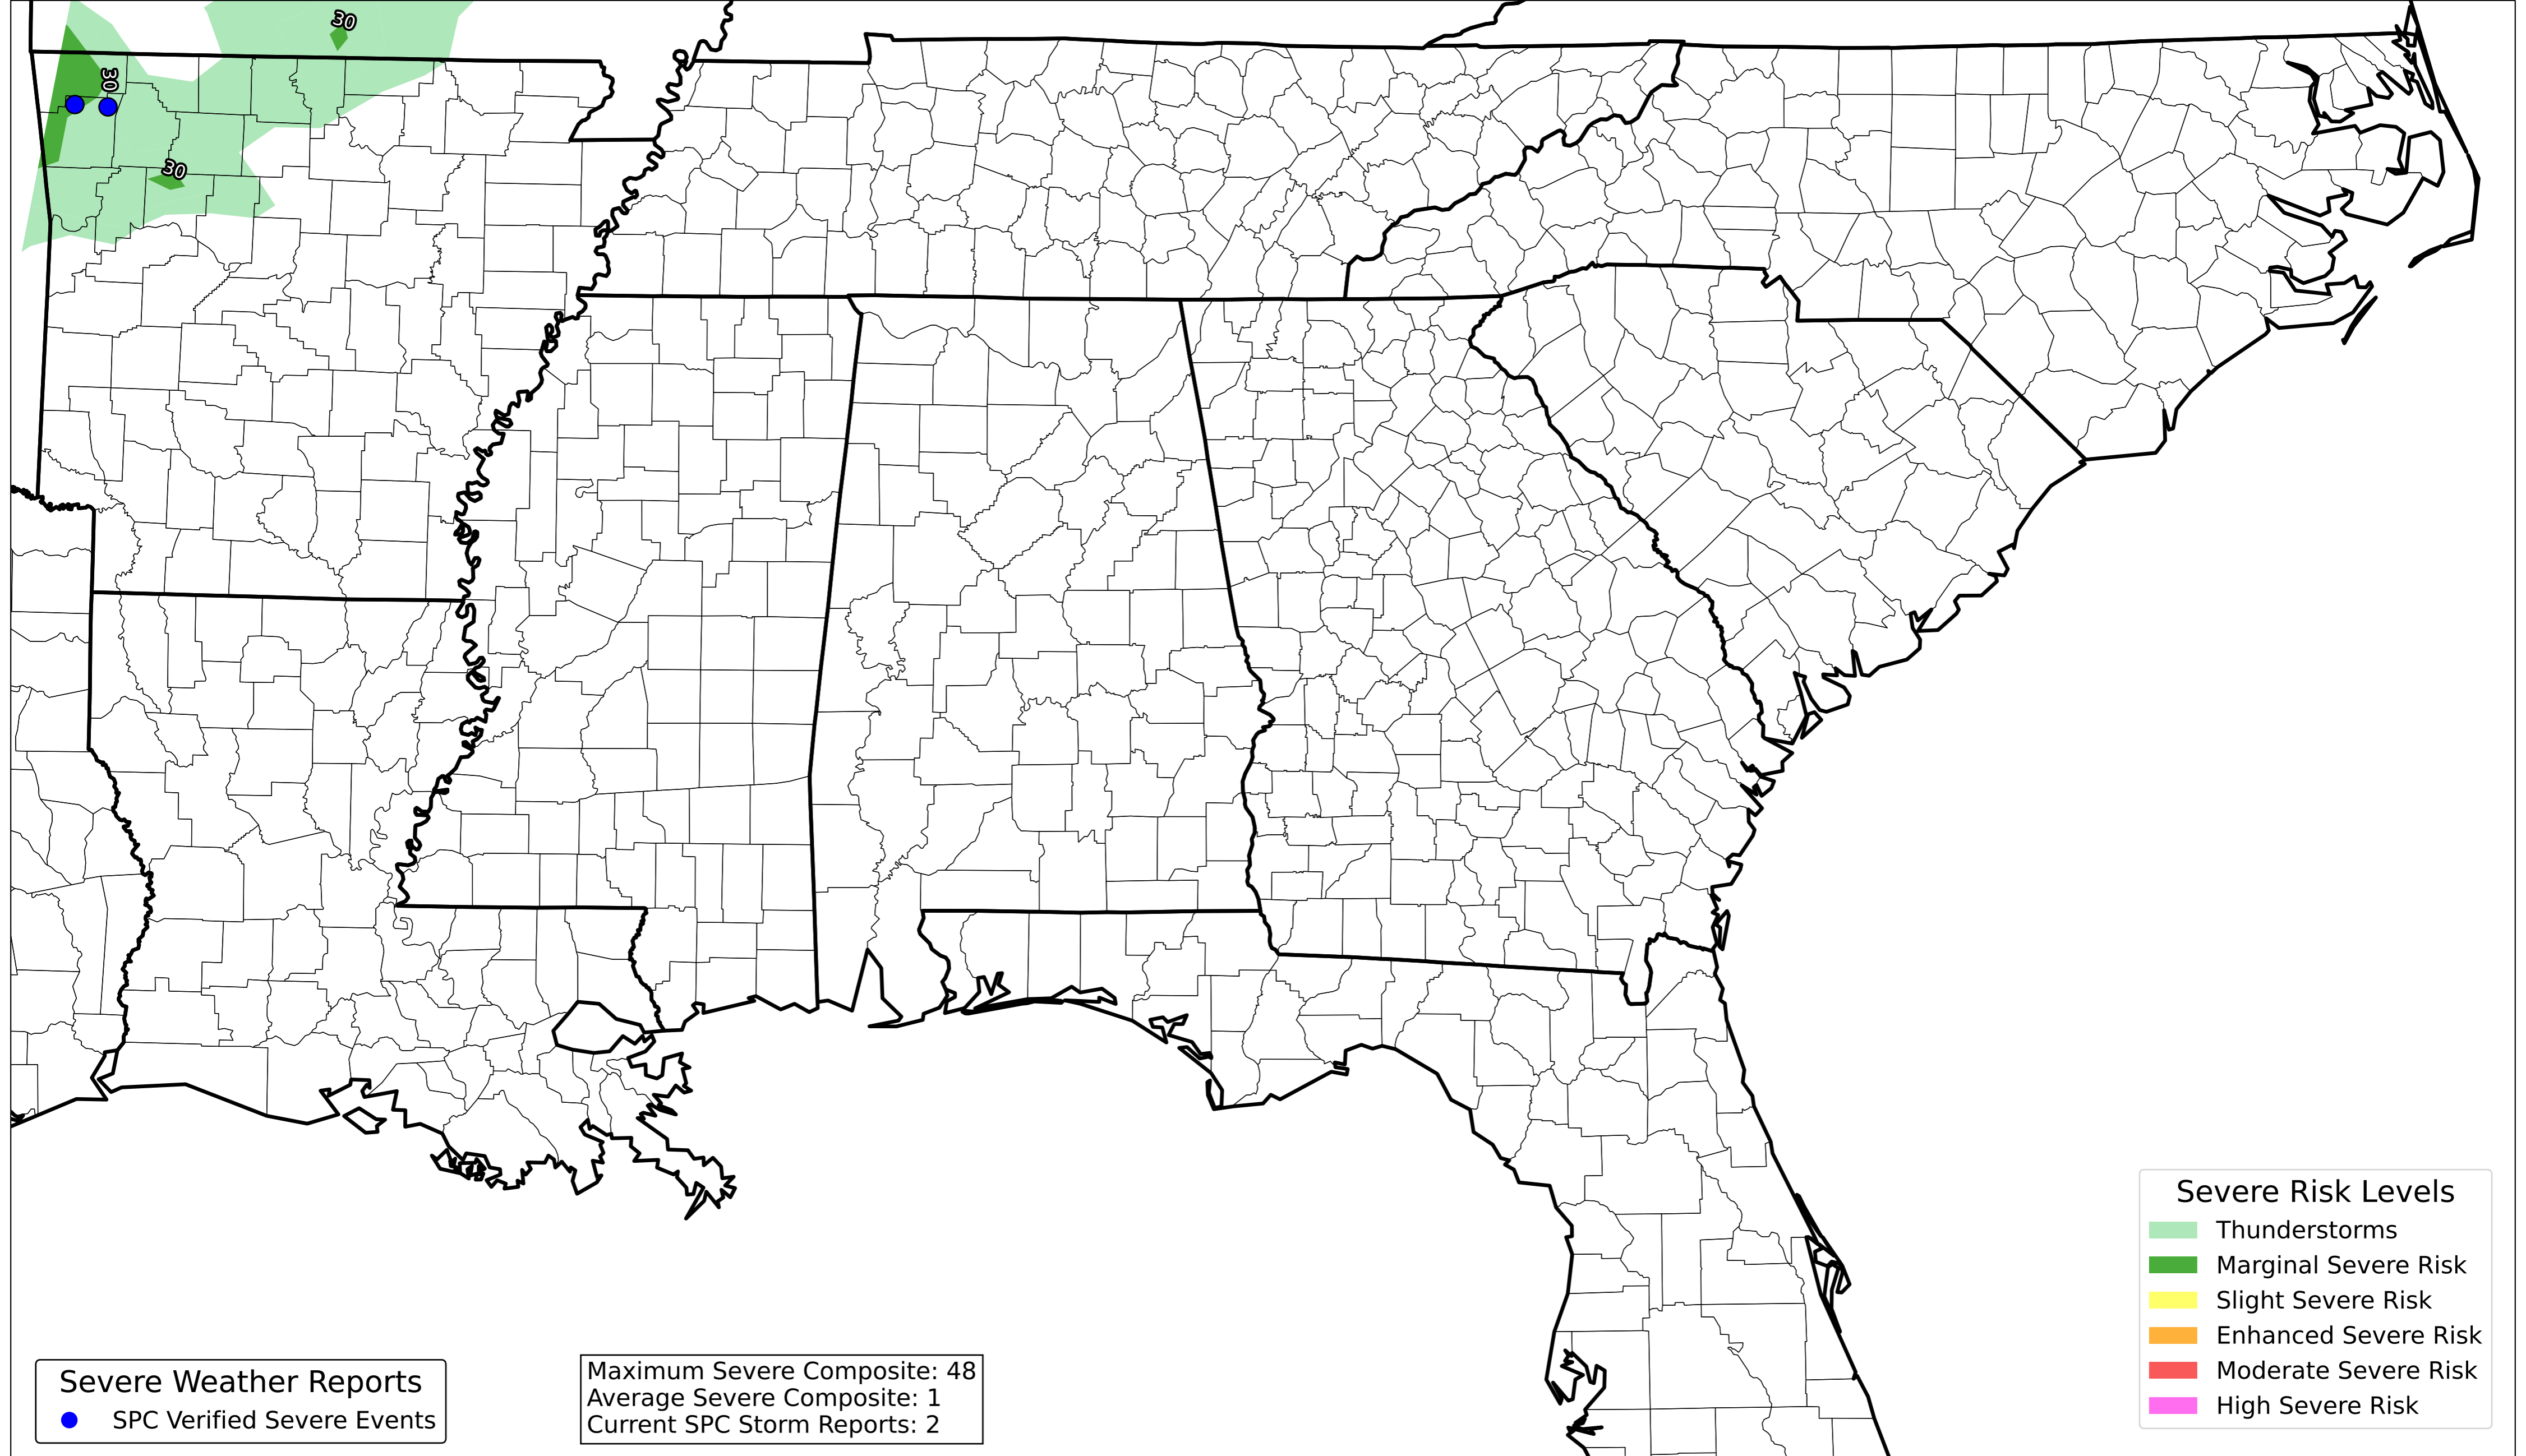 30
30
30
Severe Risk Levels
Thunderstorms
Marginal Severe Risk
Slight Severe Risk
Enhanced Severe Risk
Moderate Severe Risk
High Severe Risk
Severe Weather Reports
SPC Verified Severe Events
Maximum Severe Composite: 48
Average Severe Composite: 1
Current SPC Storm Reports: 2